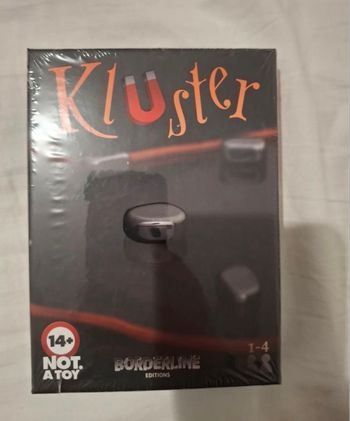 Kluster
14+
NOT.
A TOY
BORDERLINE
EDITIONS
1-4